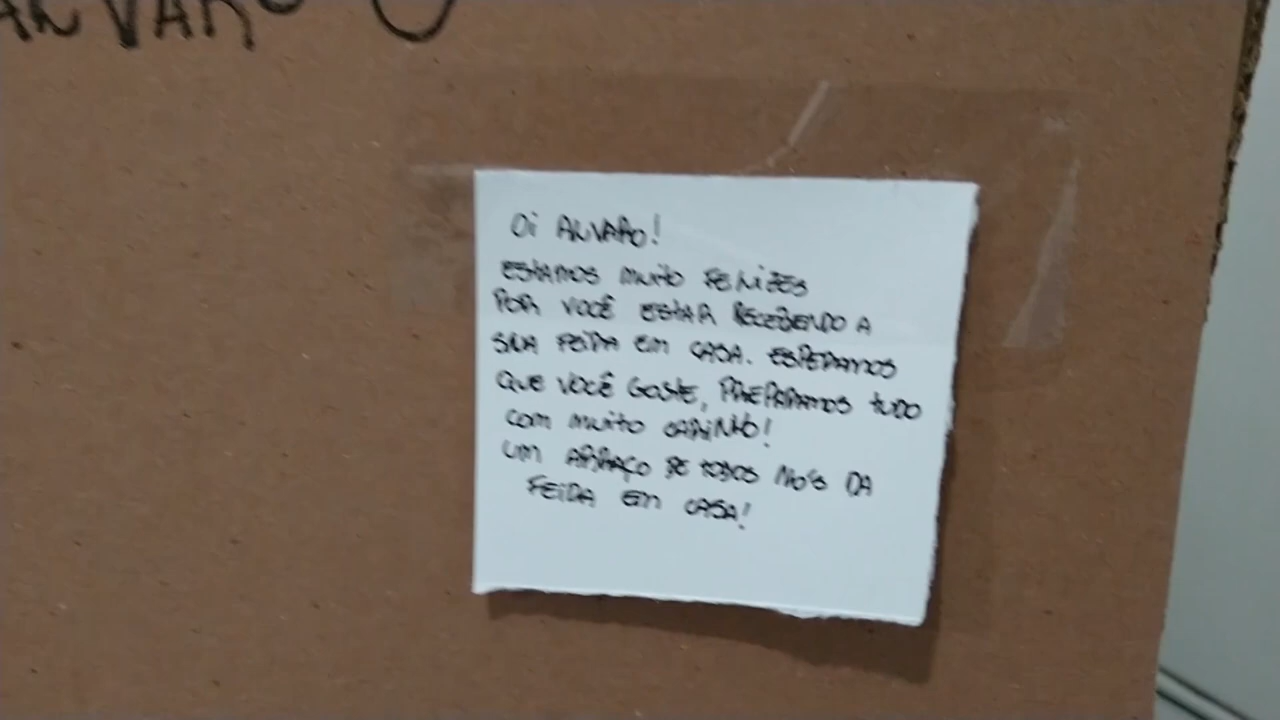 ALVARO
Oi ALVARO!
ESTAMOS muito FELIZES
POR VOCÊ ESTAR RECEBENDO A
SUA FEIRA Em CASA. ESPERAMOS
QUE VOCÊ GOSTE, PREPARAMOS TUDO
com muito CARINHO!
UM ABRAÇO DE TODOS NÓS DA
FEIRA Em CASA!